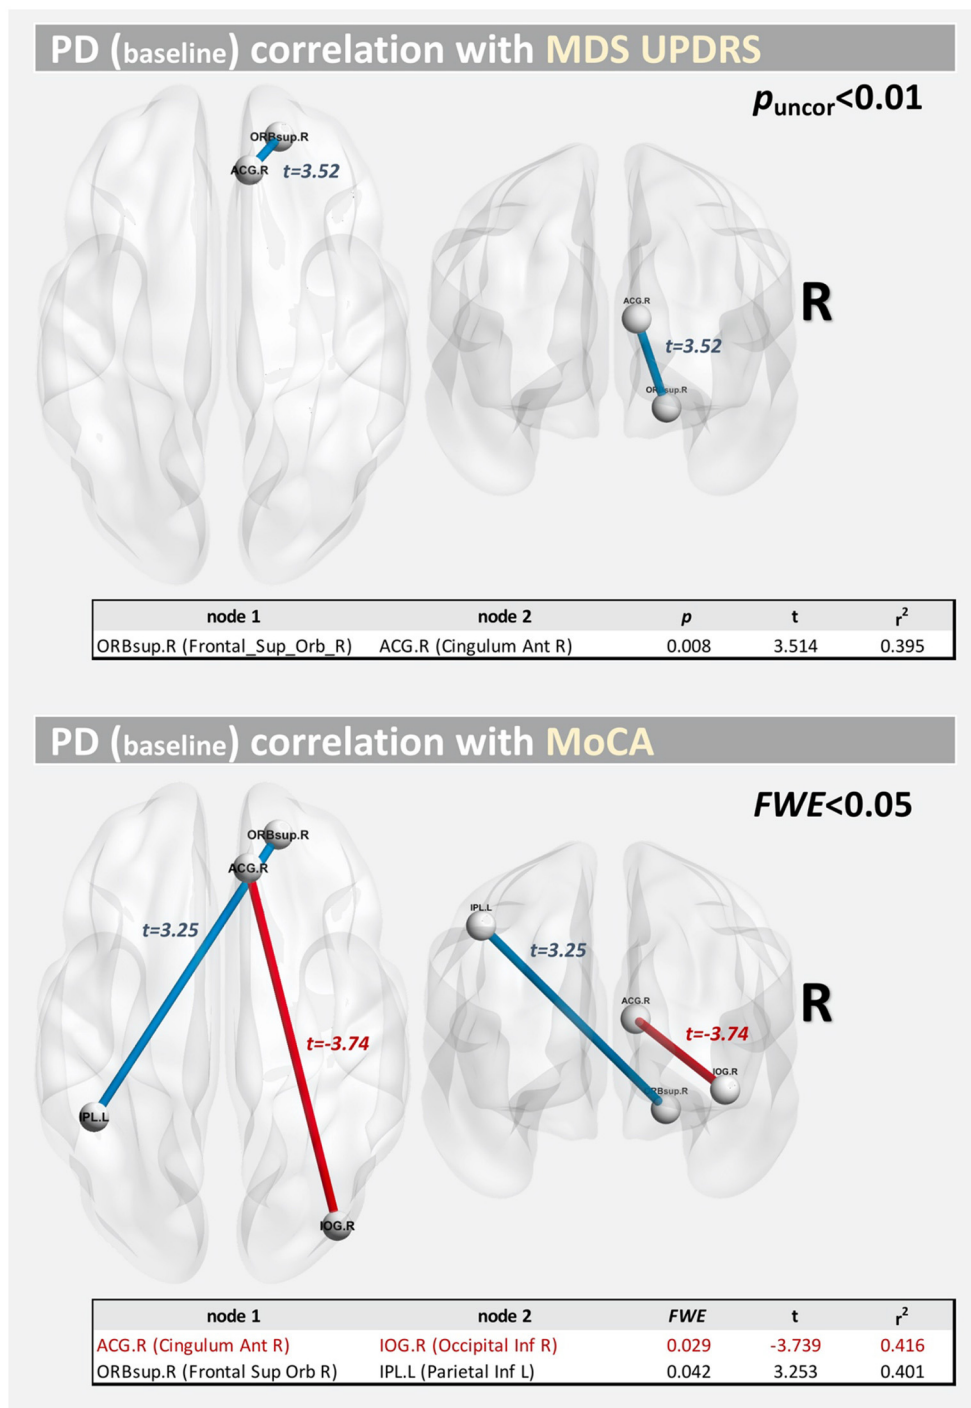 PD (baseline) correlation with MDS UPDRS
puncor<0.01
ORBsup.R
ACG.R
t=3.52
ACG.R
t=3.52
ORBsup.R
R
node 1 node 2 p t r2
ORBsup.R (Frontal_Sup_Orb_R) ACG.R (Cingulum Ant R) 0.008 3.514 0.395
PD (baseline) correlation with MoCA
FWE<0.05
ORBsup.R
ACG.R
t=3.25
t=-3.74
IPL.L
IOG.R
IPL.L
t=3.25
ACG.R
t=-3.74
IOG.R
ORBsup.R
R
node 1 node 2 FWE t r2
ACG.R (Cingulum Ant R) IOG.R (Occipital Inf R) 0.029 -3.739 0.416
ORBsup.R (Frontal Sup Orb R) IPL.L (Parietal Inf L) 0.042 3.253 0.401